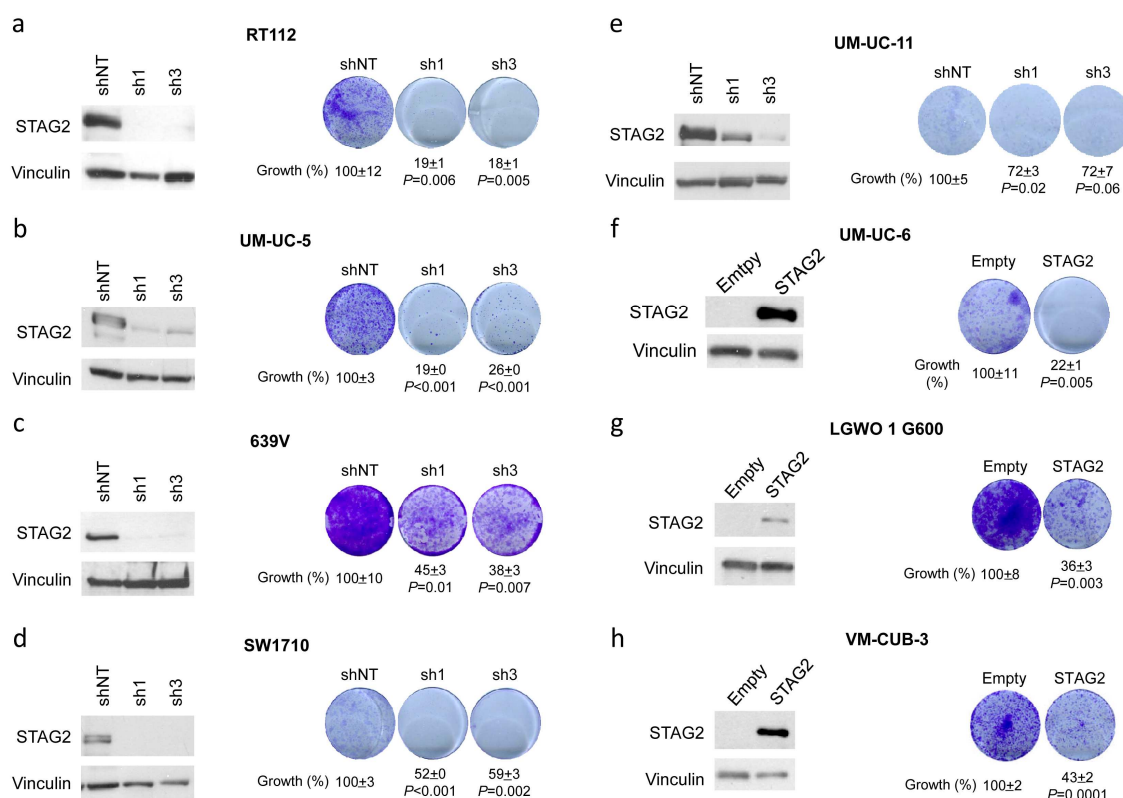 a
RT112
shNT
sh1
sh3
STAG2
Vinculin
shNT sh1 sh3
Growth (%) 100±12 19±1 18±1
P=0.006 P=0.005
b
UM-UC-5
shNT
sh1
sh3
STAG2
Vinculin
shNT sh1 sh3
Growth (%) 100±3 19±0 26±0
P<0.001 P<0.001
c
639V
shNT
sh1
sh3
STAG2
Vinculin
shNT sh1 sh3
Growth (%) 100±10 45±3 38±3
P=0.01 P=0.007
d
SW1710
shNT
sh1
sh3
STAG2
Vinculin
shNT sh1 sh3
Growth (%) 100±3 52±0 59±3
P<0.001 P=0.002
e
UM-UC-11
shNT
sh1
sh3
STAG2
Vinculin
shNT sh1 sh3
Growth (%) 100±5 72±3 72±7
P=0.02 P=0.06
f
UM-UC-6
Emtpy
STAG2
STAG2
Vinculin
Empty STAG2
Growth
(%)
100±11 22±1
P=0.005
g
LGWO 1 G600
Empty
STAG2
STAG2
Vinculin
Empty STAG2
Growth (%) 100±8 36±3
P=0.003
h
VM-CUB-3
Empty
STAG2
STAG2
Vinculin
Empty STAG2
Growth (%) 100±2 43±2
P=0.0001